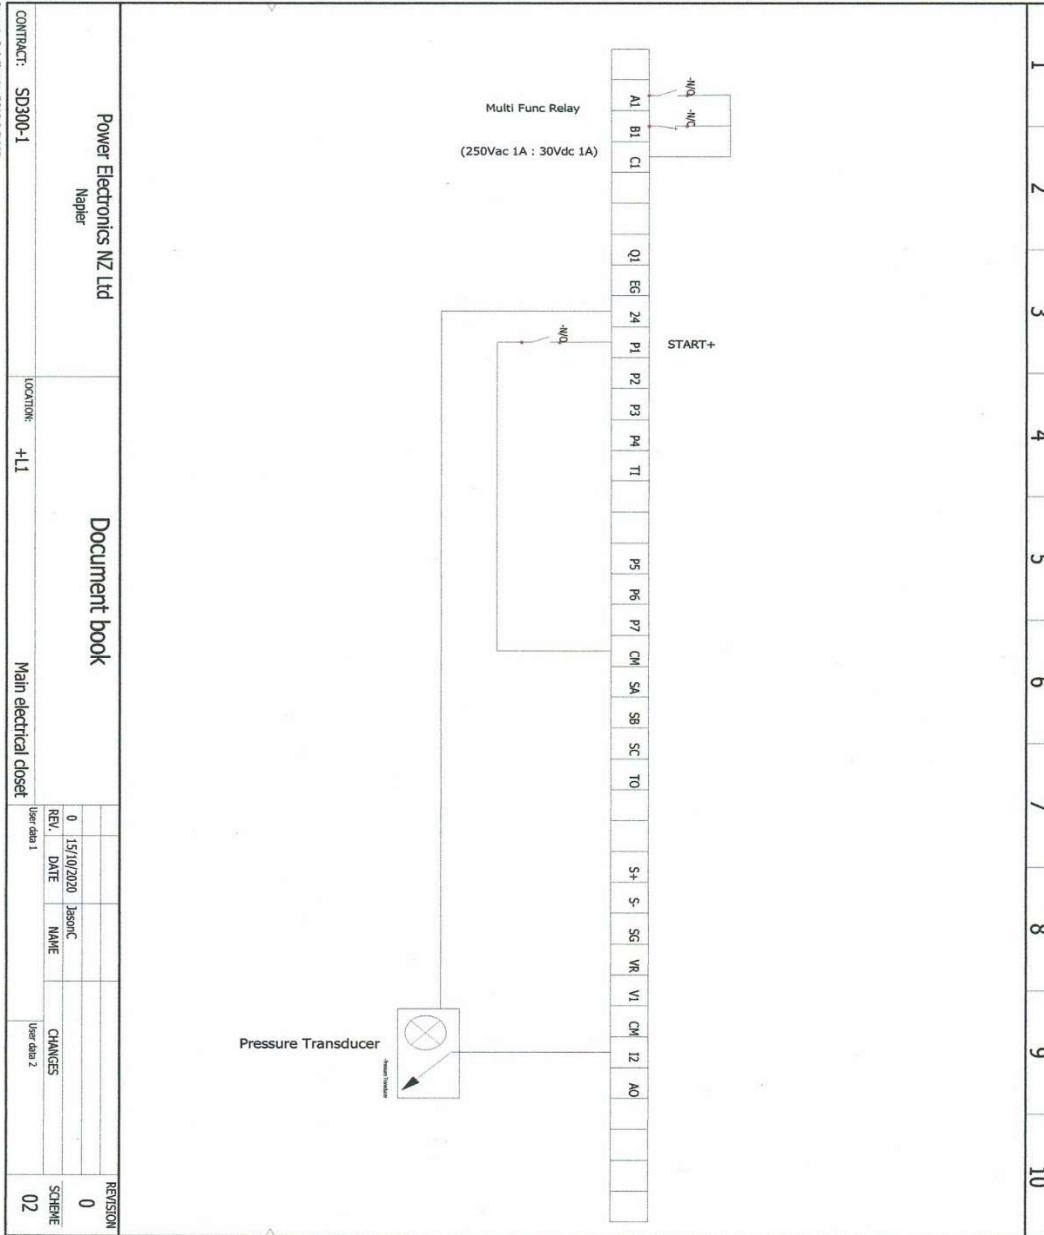 1
2
3
4
5
6
7
8
9
10
-N/O
-N/C
Multi Func Relay
(250Vac 1A : 30Vdc 1A)
A1
B1
C1
Q1
EG
24
P1
P2
P3
P4
TI
P5
P6
P7
CM
SA
SB
SC
TO
S+
S-
SG
VR
V1
CM
I2
AO
START+
-N/O
Pressure Transducer
-Pressure Transducer
Power Electronics NZ Ltd
Napier
CONTRACT: SD300-1
Document book
LOCATION: +L1
Main electrical closet
0 15/10/2020 JasonC
REV. DATE NAME CHANGES
User data 1
User data 2
REVISION
0
SCHEME
02